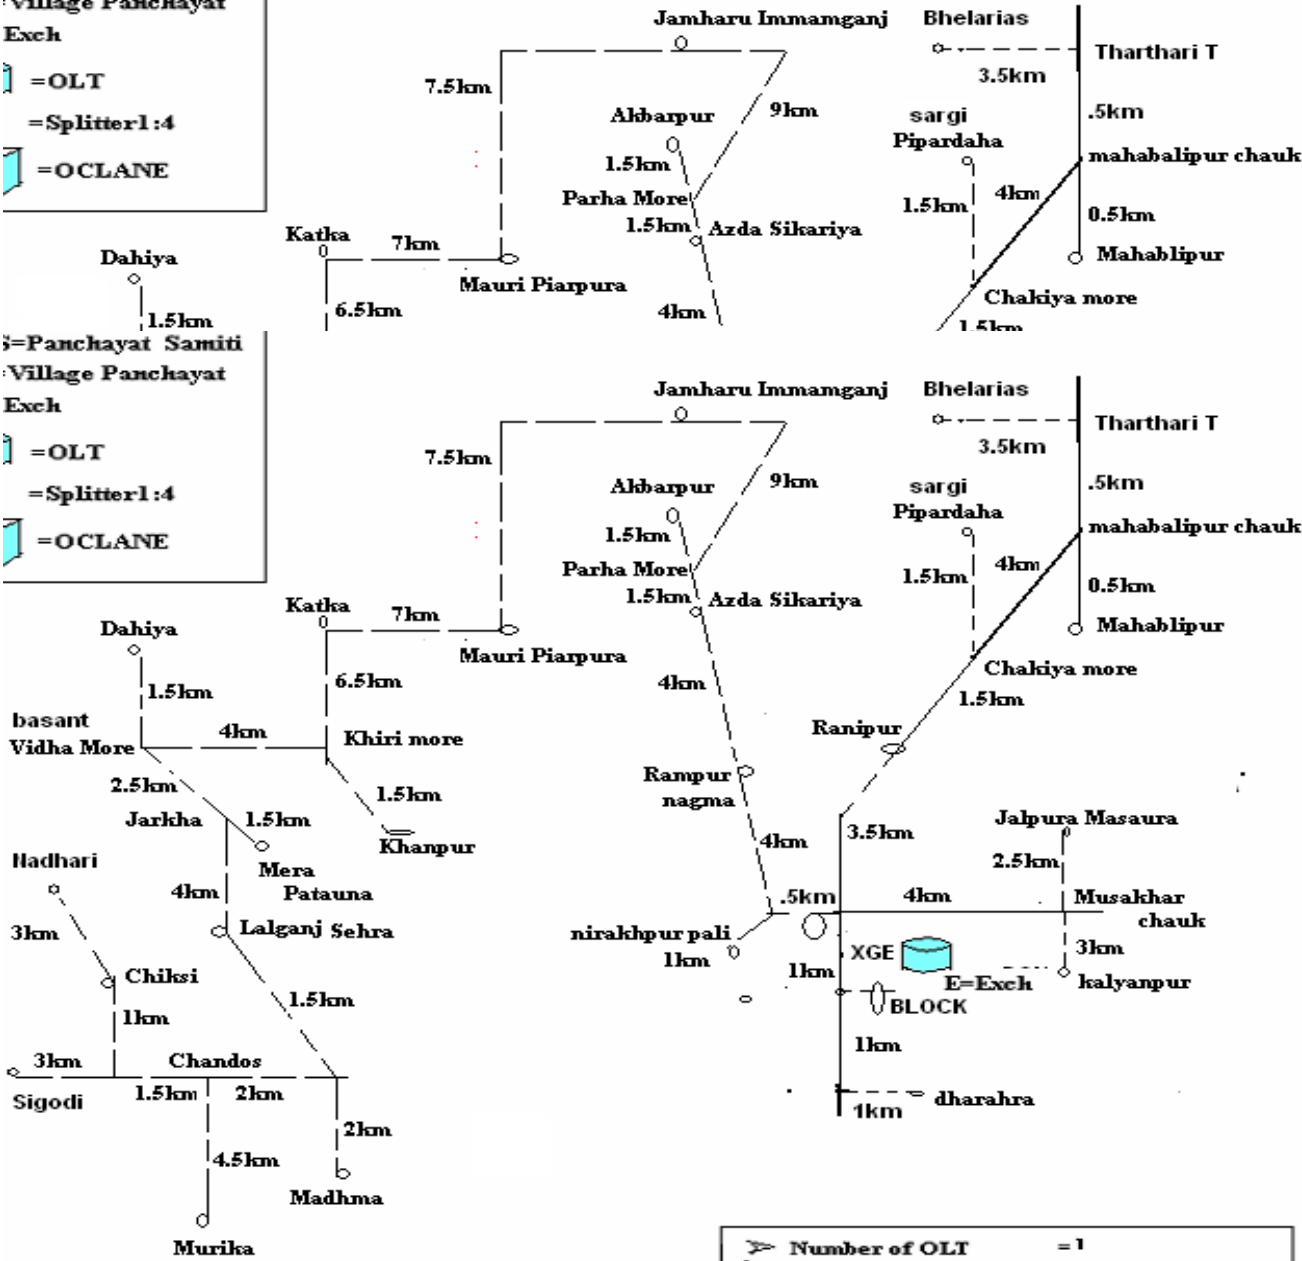 =Village Panchayat
Exch
=OLT
=Splitter1:4
=OCLANE
Jamharu Immamganj
Bhelarias
Tharthari T
3.5km
7.5km
9km
.5km
Akbarpur
sargi
Pipardaha
1.5km
mahabalipur chauk
4km
Parha More
1.5km
0.5km
1.5km
Azda Sikariya
Katka
7km
Dahiya
Mahablipur
Mauri Piarpura
Chakiya more
6.5km
4km
1.5km
1.5km
S=Panchayat Samiti
=Village Panchayat
Exch
=OLT
=Splitter1:4
=OCLANE
Jamharu Immamganj
Bhelarias
Tharthari T
3.5km
7.5km
9km
.5km
Akbarpur
sargi
Pipardaha
1.5km
mahabalipur chauk
4km
Parha More
1.5km
0.5km
1.5km
Azda Sikariya
Katka
7km
Dahiya
Mahablipur
Mauri Piarpura
Chakiya more
6.5km
4km
1.5km
1.5km
basant
Vidha More
4km
Khiri more
Ranipur
2.5km
1.5km
Rampur
nagma
Jarkha
1.5km
Khanpur
4km
3.5km
Jalpura Masaura
2.5km
Nadhari
Mera
Patauna
4km
.5km
4km
Musakhar
chauk
3km
Lalganj Sehra
nirakhpur pali
1km
XGE
3km
Chiksi
1km
E=Exch
kalyanpur
1.5km
BLOCK
1km
1km
3km
Chandos
Sigodi
1.5km
2km
dharahra
1km
2km
4.5km
Madhma
Murika
Number of OLT =1